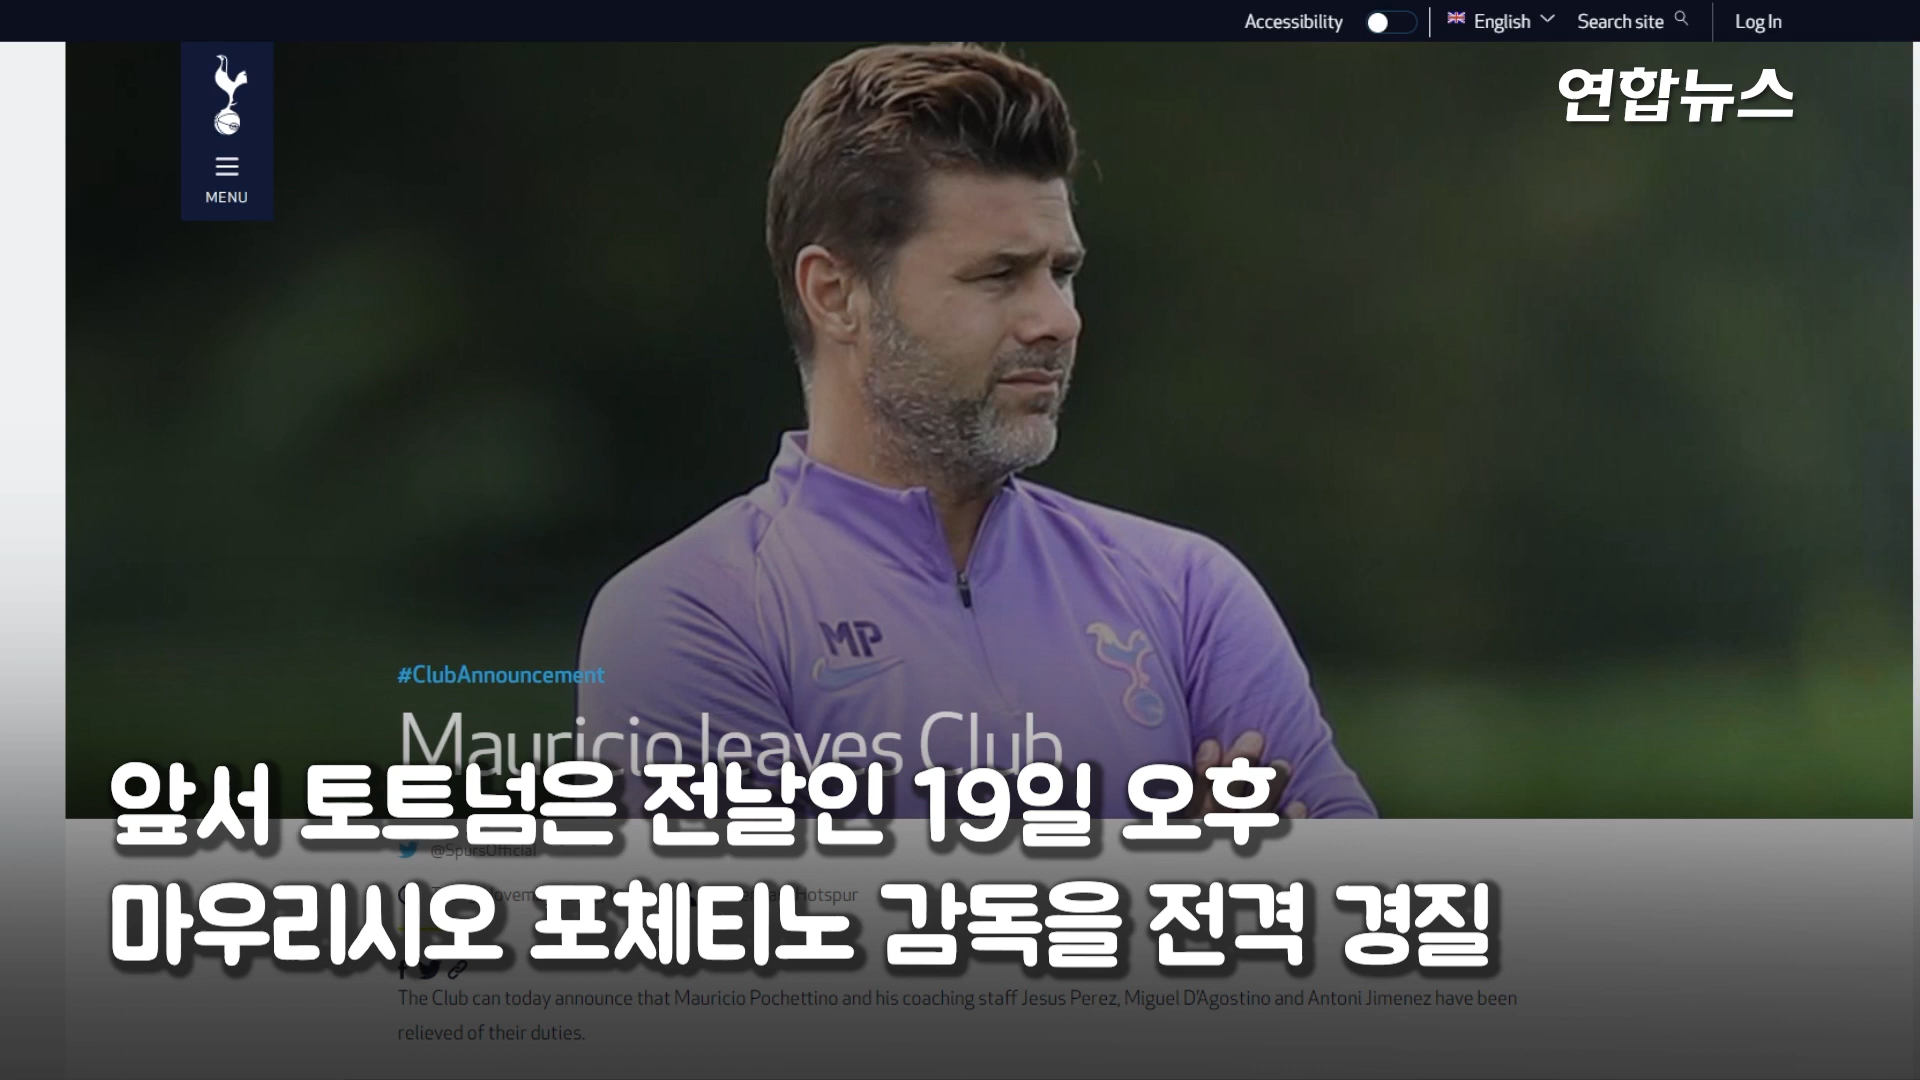 Accessibility
English
Search site
Log In
연합뉴스
MENU
MP
#ClubAnnouncement
Mauricio leaves Club
앞서 토트넘은 전날인 19일 오후
@SpursOfficial
Hotspur
마우리시오 포체티노 감독을 전격 경질
The Club can today announce that Mauricio Pochettino and his coaching staff Jesus Perez, Miguel D'Agostino and Antoni Jimenez have been
relieved of their duties.